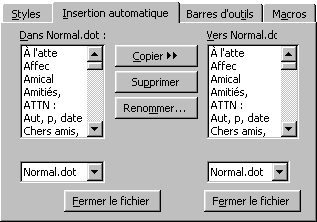 Styles
Insertion automatique
Barres d'outils
Macros
Dans Normal.dot :
À l'atte
Affec
Amical
Amitiés,
ATTN :
Aut, p, date
Chers amis,
Normal.dot
Fermer le fichier
Copier
Supprimer
Renommer...
Vers Normal.dc
À l'atte
Affec
Amical
Amitiés,
ATTN :
Aut, p, date
Chers amis,
Normal.dot
Fermer le fichier